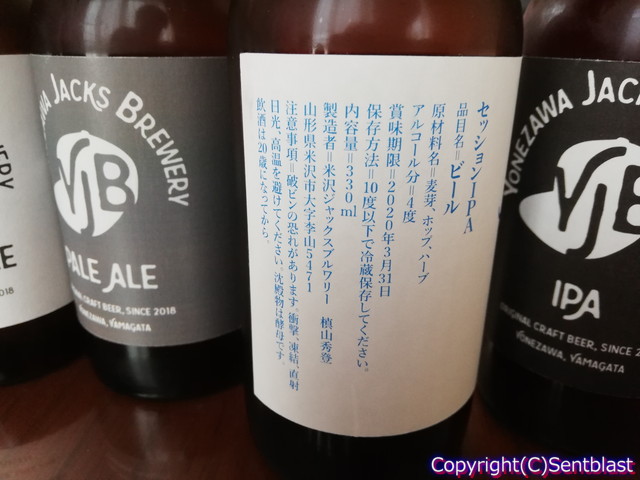 WA JACKS BREWERY
PALE ALE
CRAFT BEER, SINCE 2018
YONEZAWA, YAMAGATA
セッションIPA
品目名＝ビール
原材料名＝麦芽、ホップ、ハーブ
アルコール分＝4度
賞味期限＝2020年3月31日
保存方法＝10度以下で冷蔵保存してください。
内容量＝330ml
製造者＝米沢ジャックスブルワリー　槙山秀登
山形県米沢市大字李山5471
注意事項＝破ビンの恐れがあります。衝撃、凍結、直射
日光、高温を避けてください。沈殿物は酵母です。
飲酒は20歳になってから。
YONEZAWA JAC
IPA
ORIGINAL CRAFT BEER, SINCE 2
YONEZAWA, YAMAGATA
Copyright(C)Sentblast